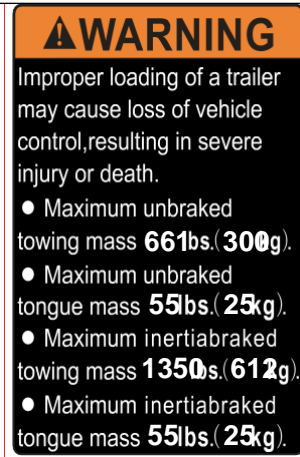 WARNING
Improper loading of a trailer
may cause loss of vehicle
control,resulting in severe
injury or death.
● Maximum unbraked
towing mass 661lbs.(300kg).
● Maximum unbraked
tongue mass 55lbs.(25kg).
● Maximum inertiabraked
towing mass 1350lbs.(612kg).
● Maximum inertiabraked
tongue mass 55lbs.(25kg).